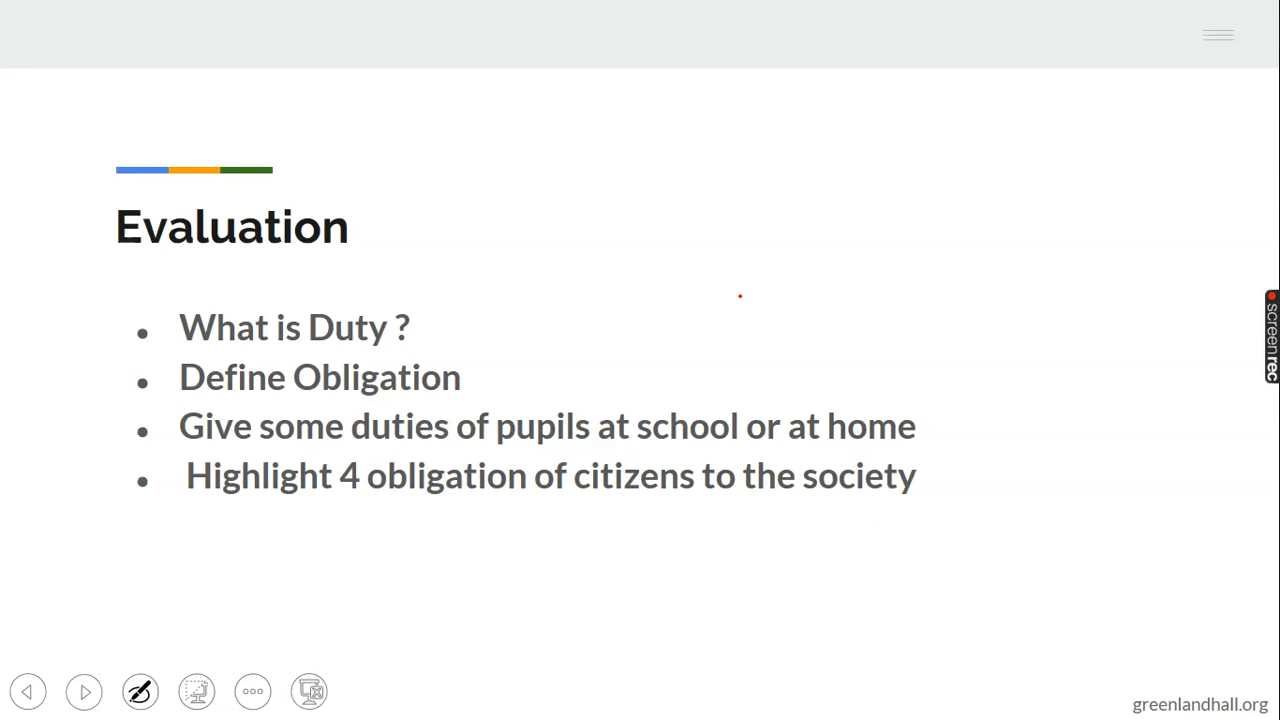 Evaluation
What is Duty ?
Define Obligation
Give some duties of pupils at school or at home
Highlight 4 obligation of citizens to the society
screenrec
greenlandhall.org